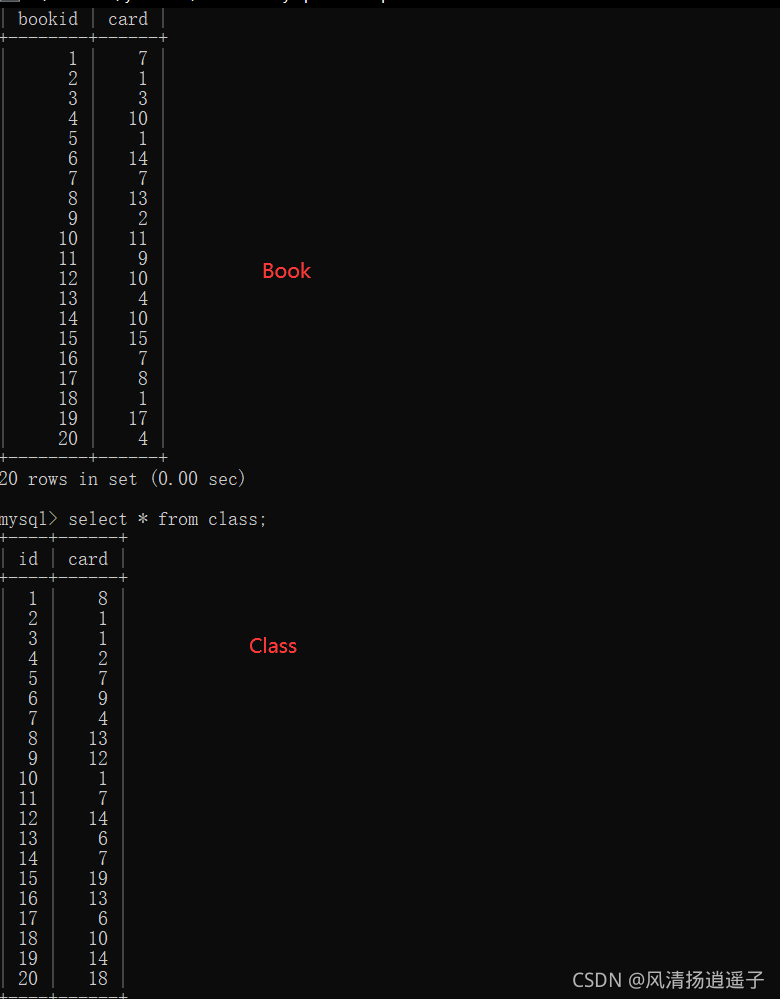 | bookid | card |
+--------+------+
| 1 | 7 |
| 2 | 1 |
| 3 | 3 |
| 4 | 10 |
| 5 | 1 |
| 6 | 14 |
| 7 | 7 |
| 8 | 13 |
| 9 | 2 |
| 10 | 11 |
| 11 | 9 |
| 12 | 10 |
| 13 | 4 |
| 14 | 10 |
| 15 | 15 |
| 16 | 7 |
| 17 | 8 |
| 18 | 1 |
| 19 | 17 |
| 20 | 4 |
+--------+------+
Book
20 rows in set (0.00 sec)
mysql> select * from class;
+----+------+
| id | card |
+----+------+
| 1 | 8 |
| 2 | 1 |
| 3 | 1 |
| 4 | 2 |
| 5 | 7 |
| 6 | 9 |
| 7 | 4 |
| 8 | 13 |
| 9 | 12 |
| 10 | 1 |
| 11 | 7 |
| 12 | 14 |
| 13 | 6 |
| 14 | 7 |
| 15 | 19 |
| 16 | 13 |
| 17 | 6 |
| 18 | 10 |
| 19 | 14 |
| 20 | 18 |
+----+------+
Class
CSDN @风清扬逍遥子